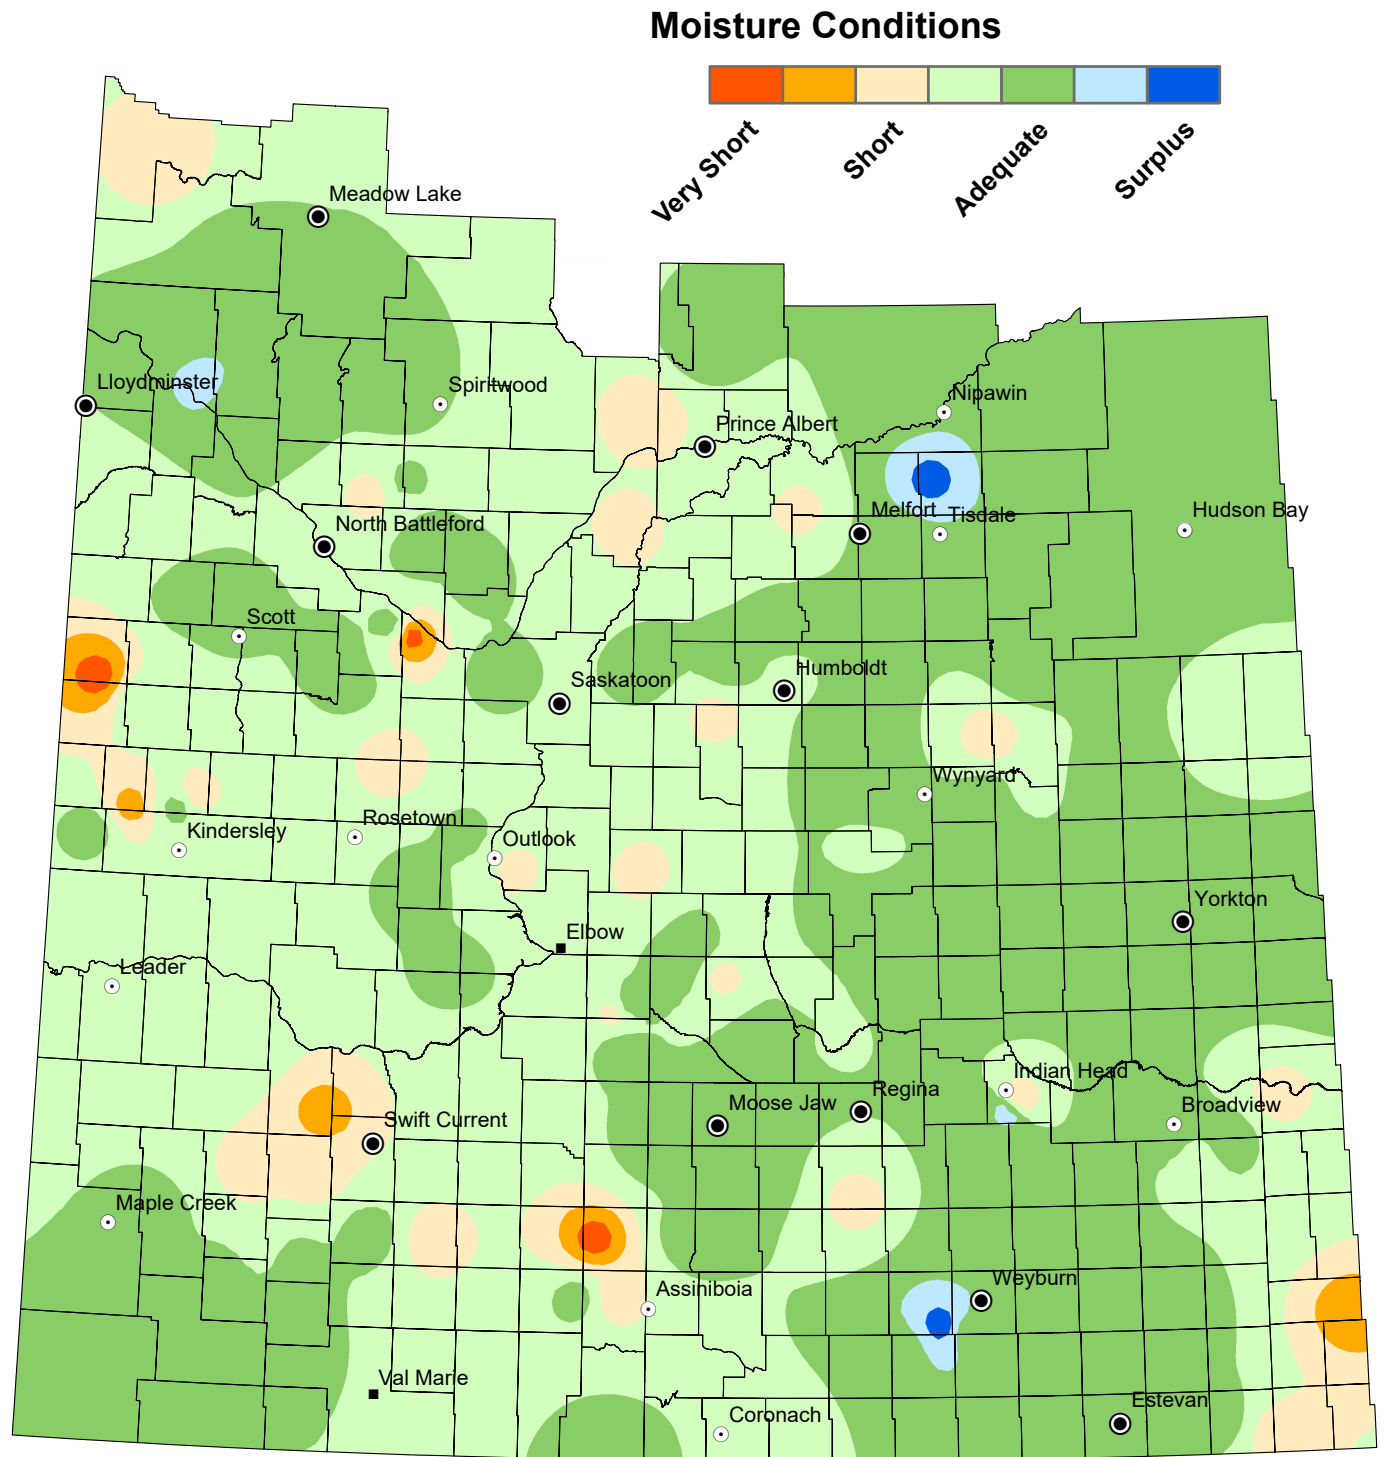 Moisture Conditions
Very Short
Short
Adequate
Surplus
Meadow Lake
Lloydminster
Spiritwood
Nipawin
Prince Albert
Melfort
Tisdale
Hudson Bay
North Battleford
Scott
Saskatoon
Humboldt
Wynyard
Rosetown
Kindersley
Outlook
Yorkton
Elbow
Leader
Indian Head
Regina
Moose Jaw
Broadview
Swift Current
Maple Creek
Weyburn
Assiniboia
Val Marie
Estevan
Coronach